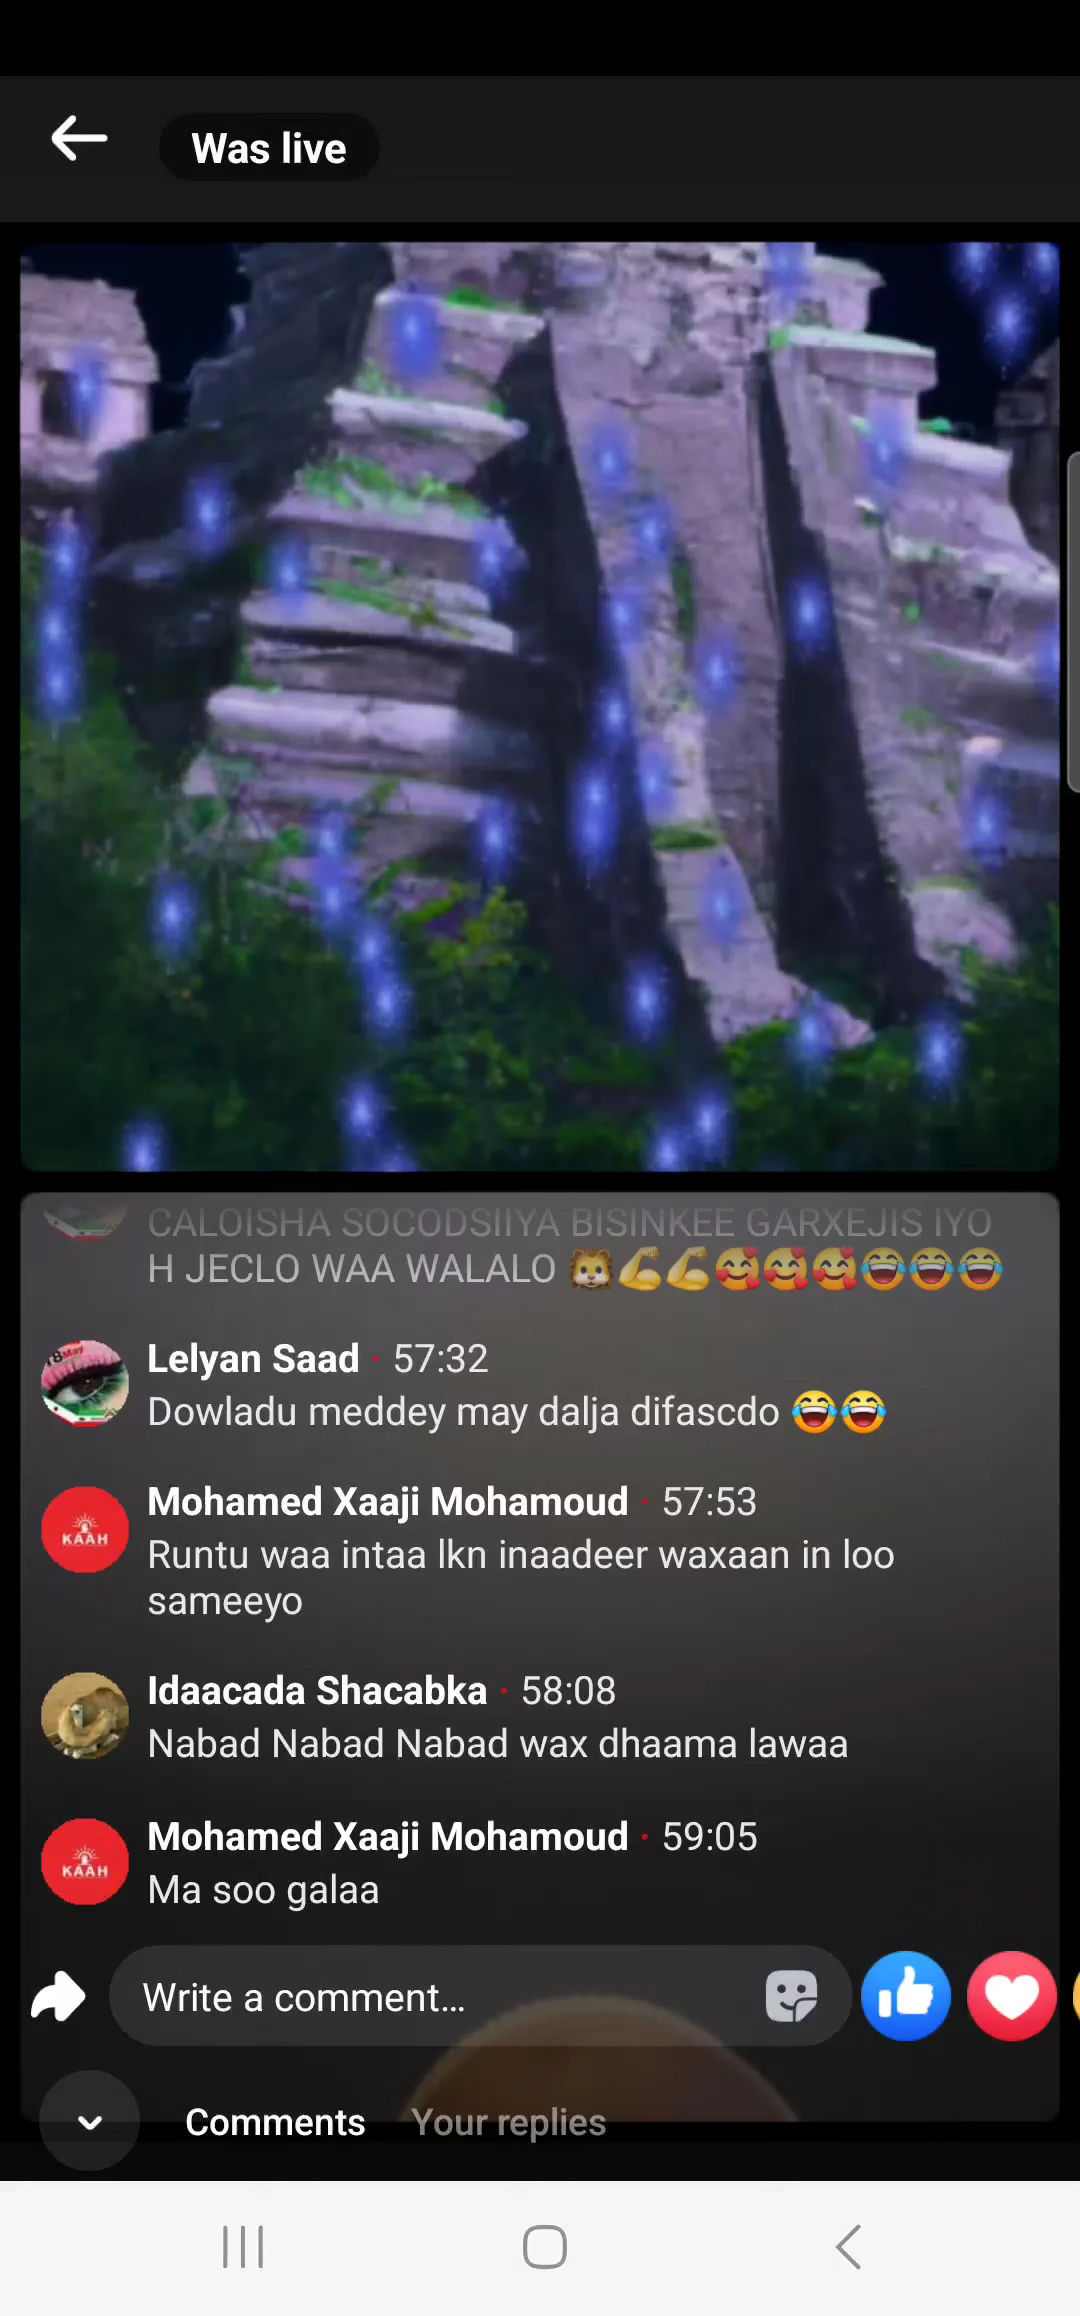 Was live
CALOISHA SOCODSIIYA BISINKEE GARXEJIS IYO
H JECLO WAA WALALO 🦁💪💪🥰🥰🥰😂😂😂
Lelyan Saad · 57:32
Dowladu meddey may dalja difascdo 😂😂
Mohamed Xaaji Mohamoud · 57:53
KAAH
Runtu waa intaa lkn inaadeer waxaan in loo
sameeyo
Idaacada Shacabka · 58:08
Nabad Nabad Nabad wax dhaama lawaa
Mohamed Xaaji Mohamoud · 59:05
KAAH
Ma soo galaa
Write a comment...
Comments Your replies